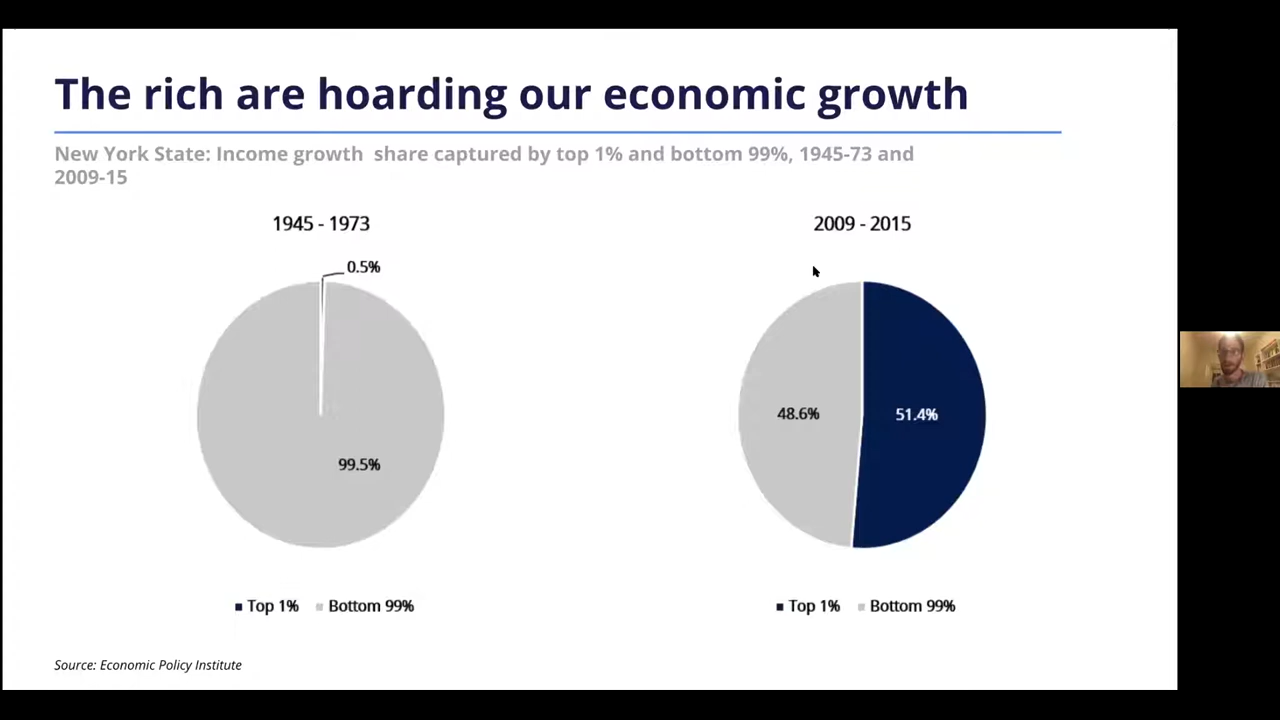 The rich are hoarding our economic growth
New York State: Income growth share captured by top 1% and bottom 99%, 1945-73 and
2009-15
1945 - 1973
2009 - 2015
0.5%
48.6%
51.4%
99.5%
Top 1% Bottom 99%
Top 1% Bottom 99%
Source: Economic Policy Institute